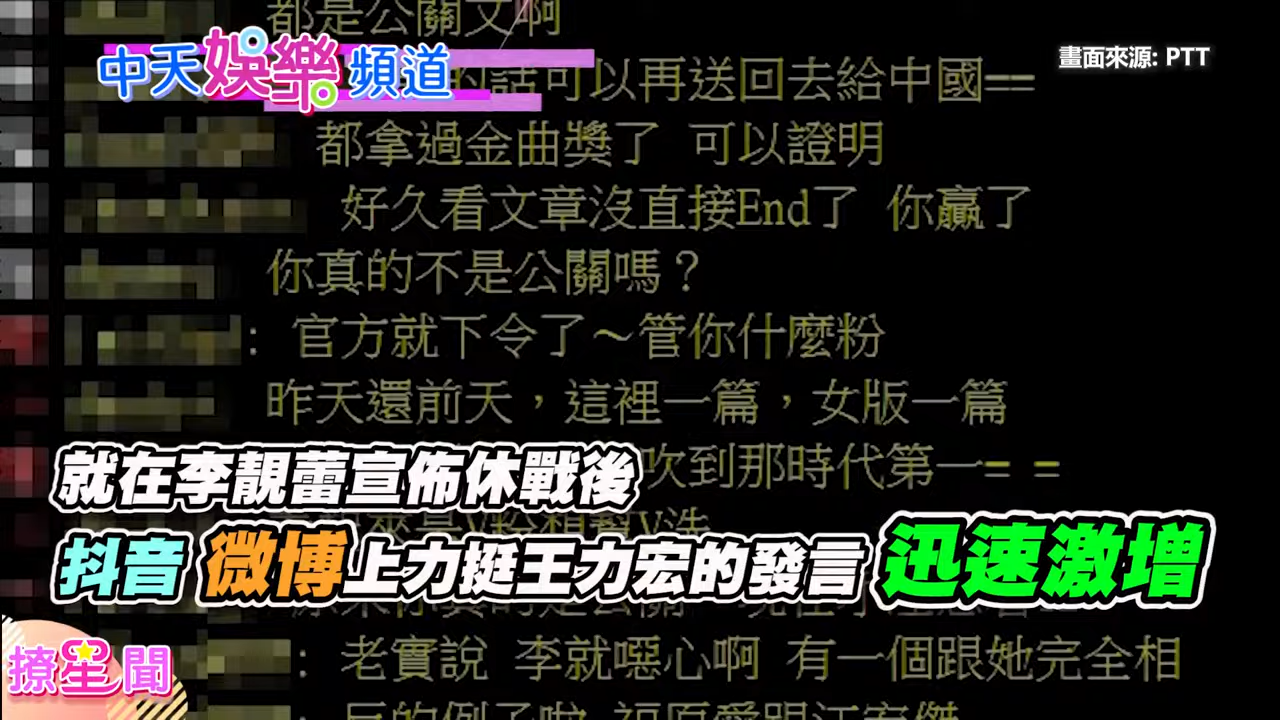 都是公關文啊
中天娛樂頻道
畫面來源: PTT
的話可以再送回去給中國==
都拿過金曲獎了 可以證明
好久看文章沒直接End了 你贏了
你真的不是公關嗎？
: 官方就下令了～管你什麼粉
昨天還前天，這裡一篇，女版一篇
吹到那時代第一= =
就在李靚蕾宣佈休戰後
抖音 微博上力挺王力宏的發言 迅速激增
撩星聞
: 老實說 李就噁心啊 有一個跟她完全相